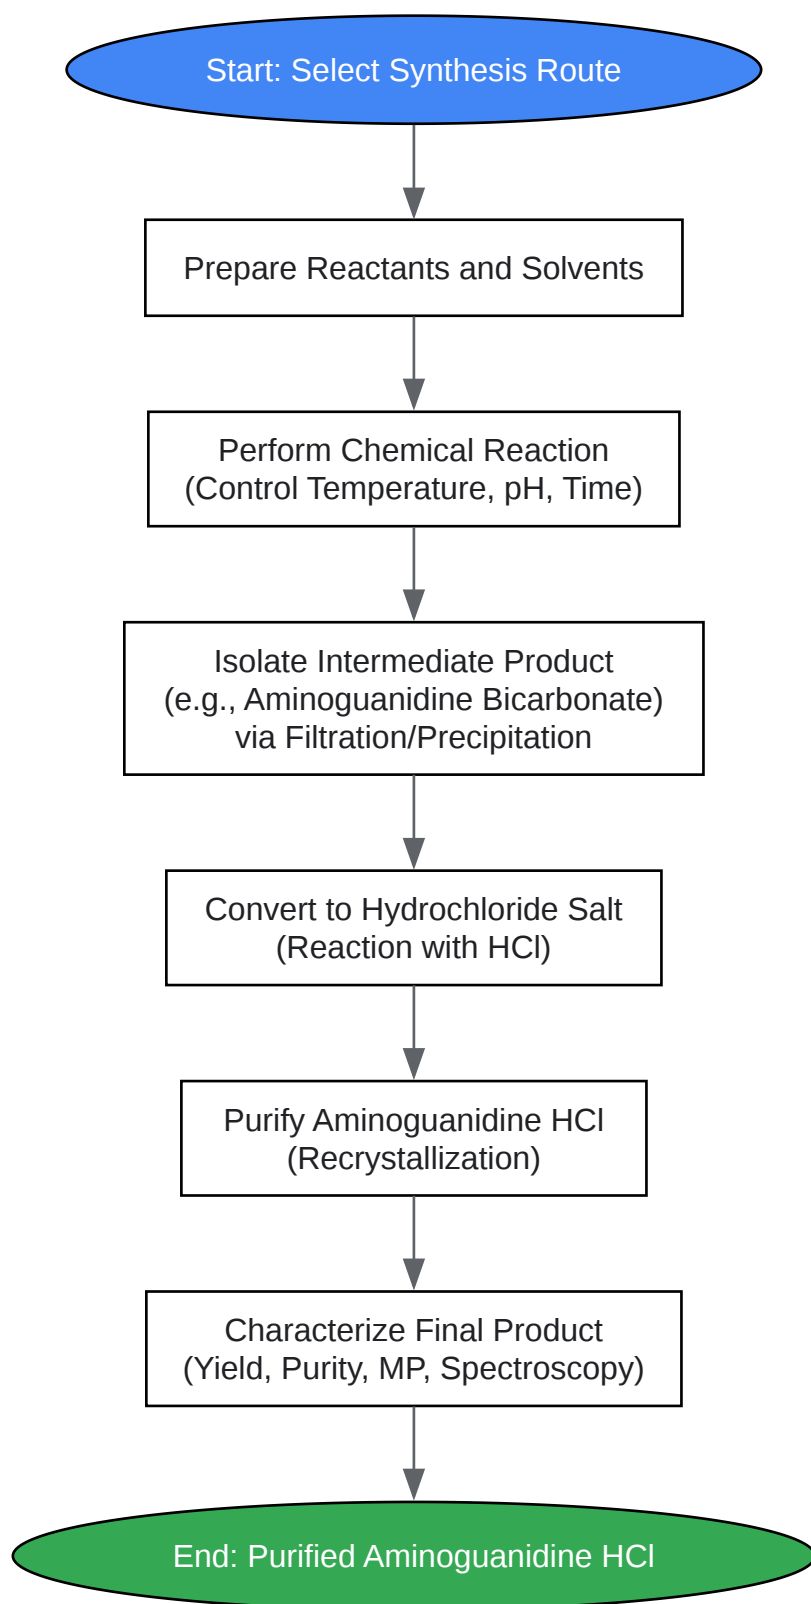 Start: Select Synthesis Route
Prepare Reactants and Solvents
Perform Chemical Reaction
(Control Temperature, pH, Time)
Isolate Intermediate Product
(e.g., Aminoguanidine Bicarbonate)
via Filtration/Precipitation
Convert to Hydrochloride Salt
(Reaction with HCl)
Purify Aminoguanidine HCl
(Recrystallization)
Characterize Final Product
(Yield, Purity, MP, Spectroscopy)
End: Purified Aminoguanidine HCl